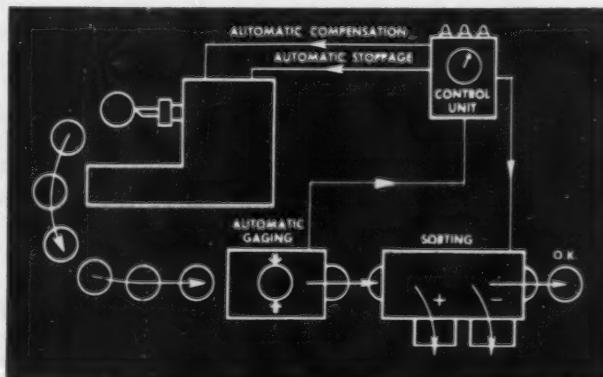 AUTOMATIC COMPENSATION
AUTOMATIC STOPPAGE
CONTROL
UNIT
AUTOMATIC
GAGING
SORTING
O.K.
+
-